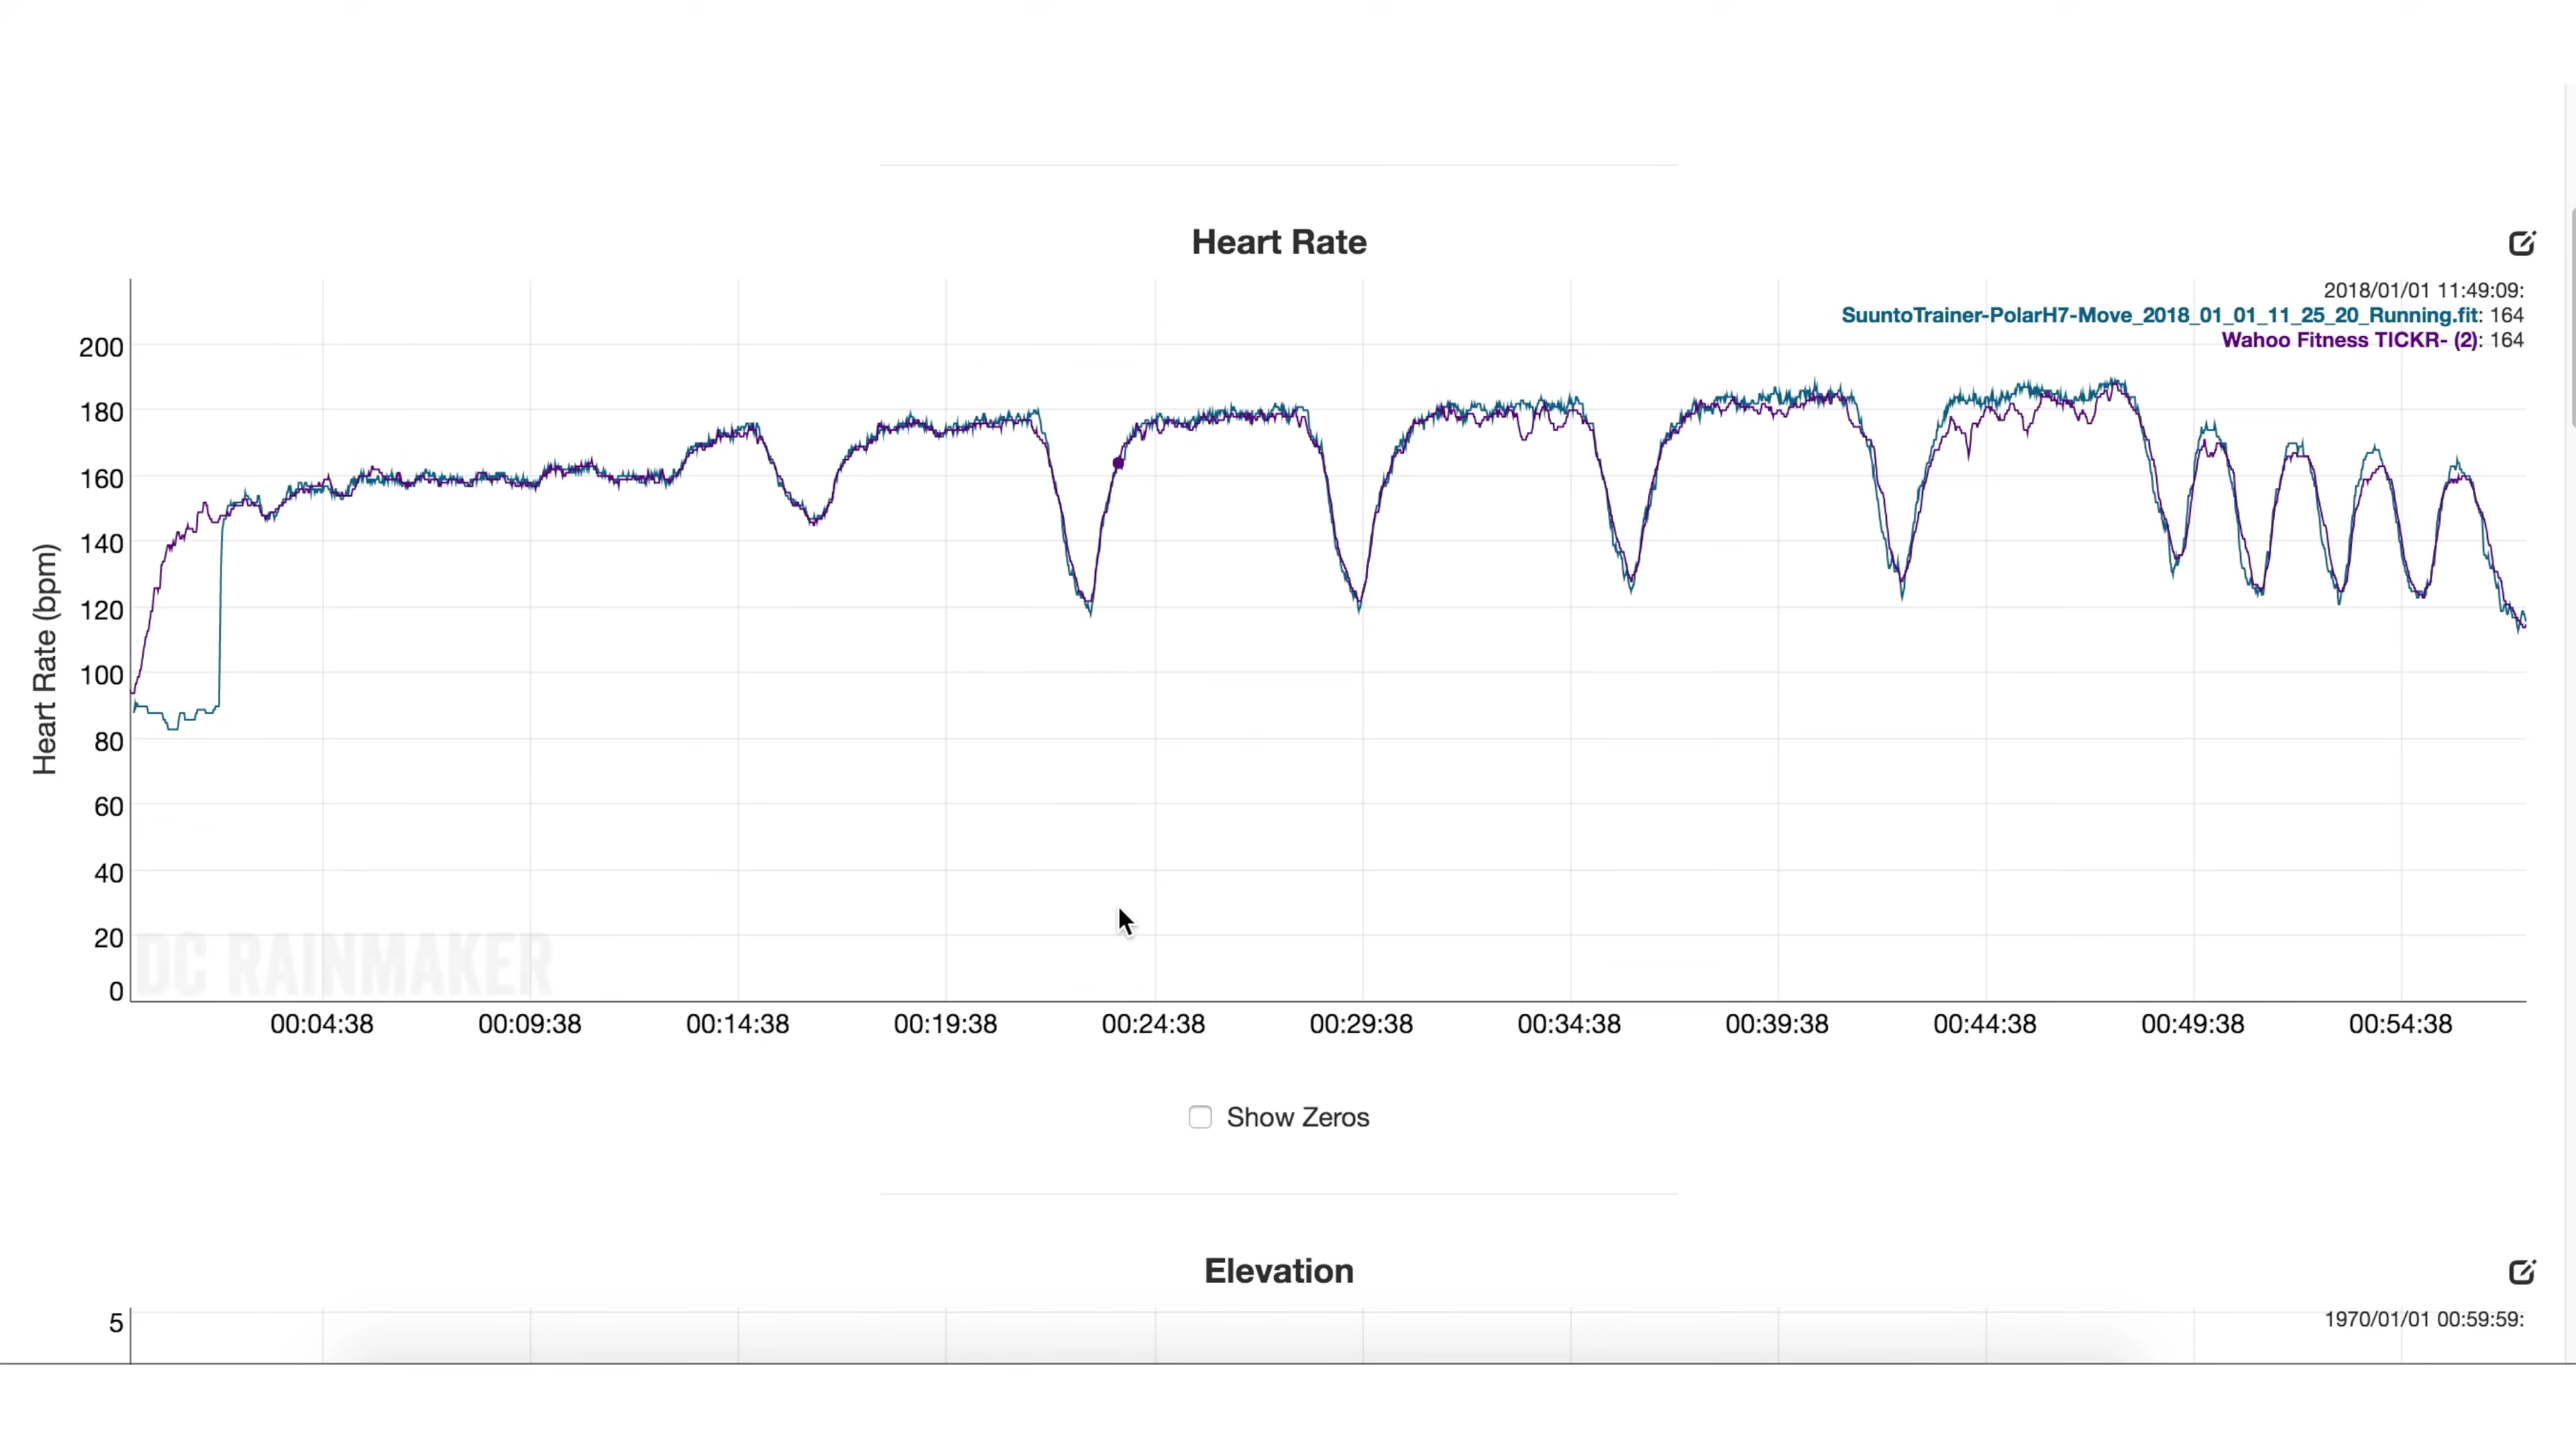 Heart Rate
2018/01/01 11:49:09:
SuuntoTrainer-PolarH7-Move_2018_01_01_11_25_20_Running.fit: 164
Wahoo Fitness TICKR- (2): 164
200
180
160
140
120
100
80
60
40
20
0
Heart Rate (bpm)
DC RAINMAKER
00:04:38 00:09:38 00:14:38 00:19:38 00:24:38 00:29:38 00:34:38 00:39:38 00:44:38 00:49:38 00:54:38
Show Zeros
Elevation
5
1970/01/01 00:59:59: